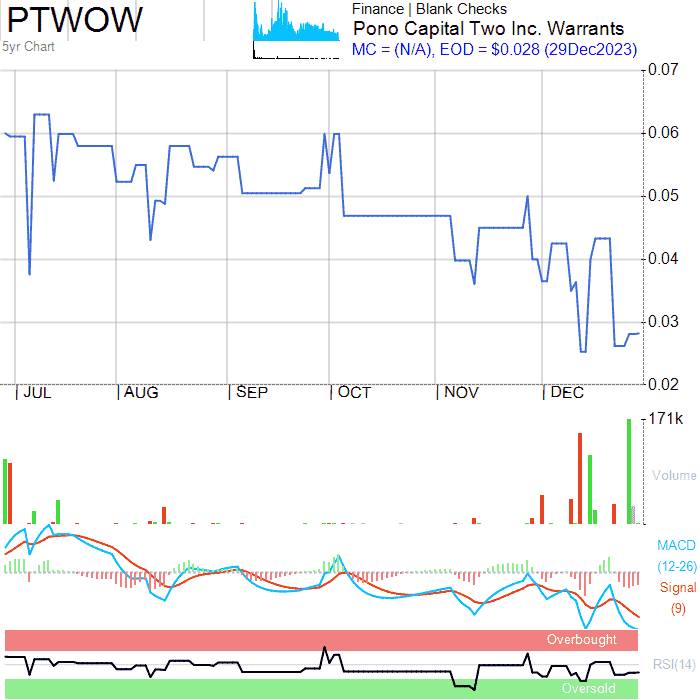 PTWOW
5yr Chart
Finance | Blank Checks
Pono Capital Two Inc. Warrants
MC = (N/A), EOD = $0.028 (29Dec2023)
0.07
0.06
0.05
0.04
0.03
0.02
JUL AUG SEP OCT NOV DEC
171k
Volume
MACD
(12-26)
Signal
(9)
Overbought
RSI(14)
Oversold